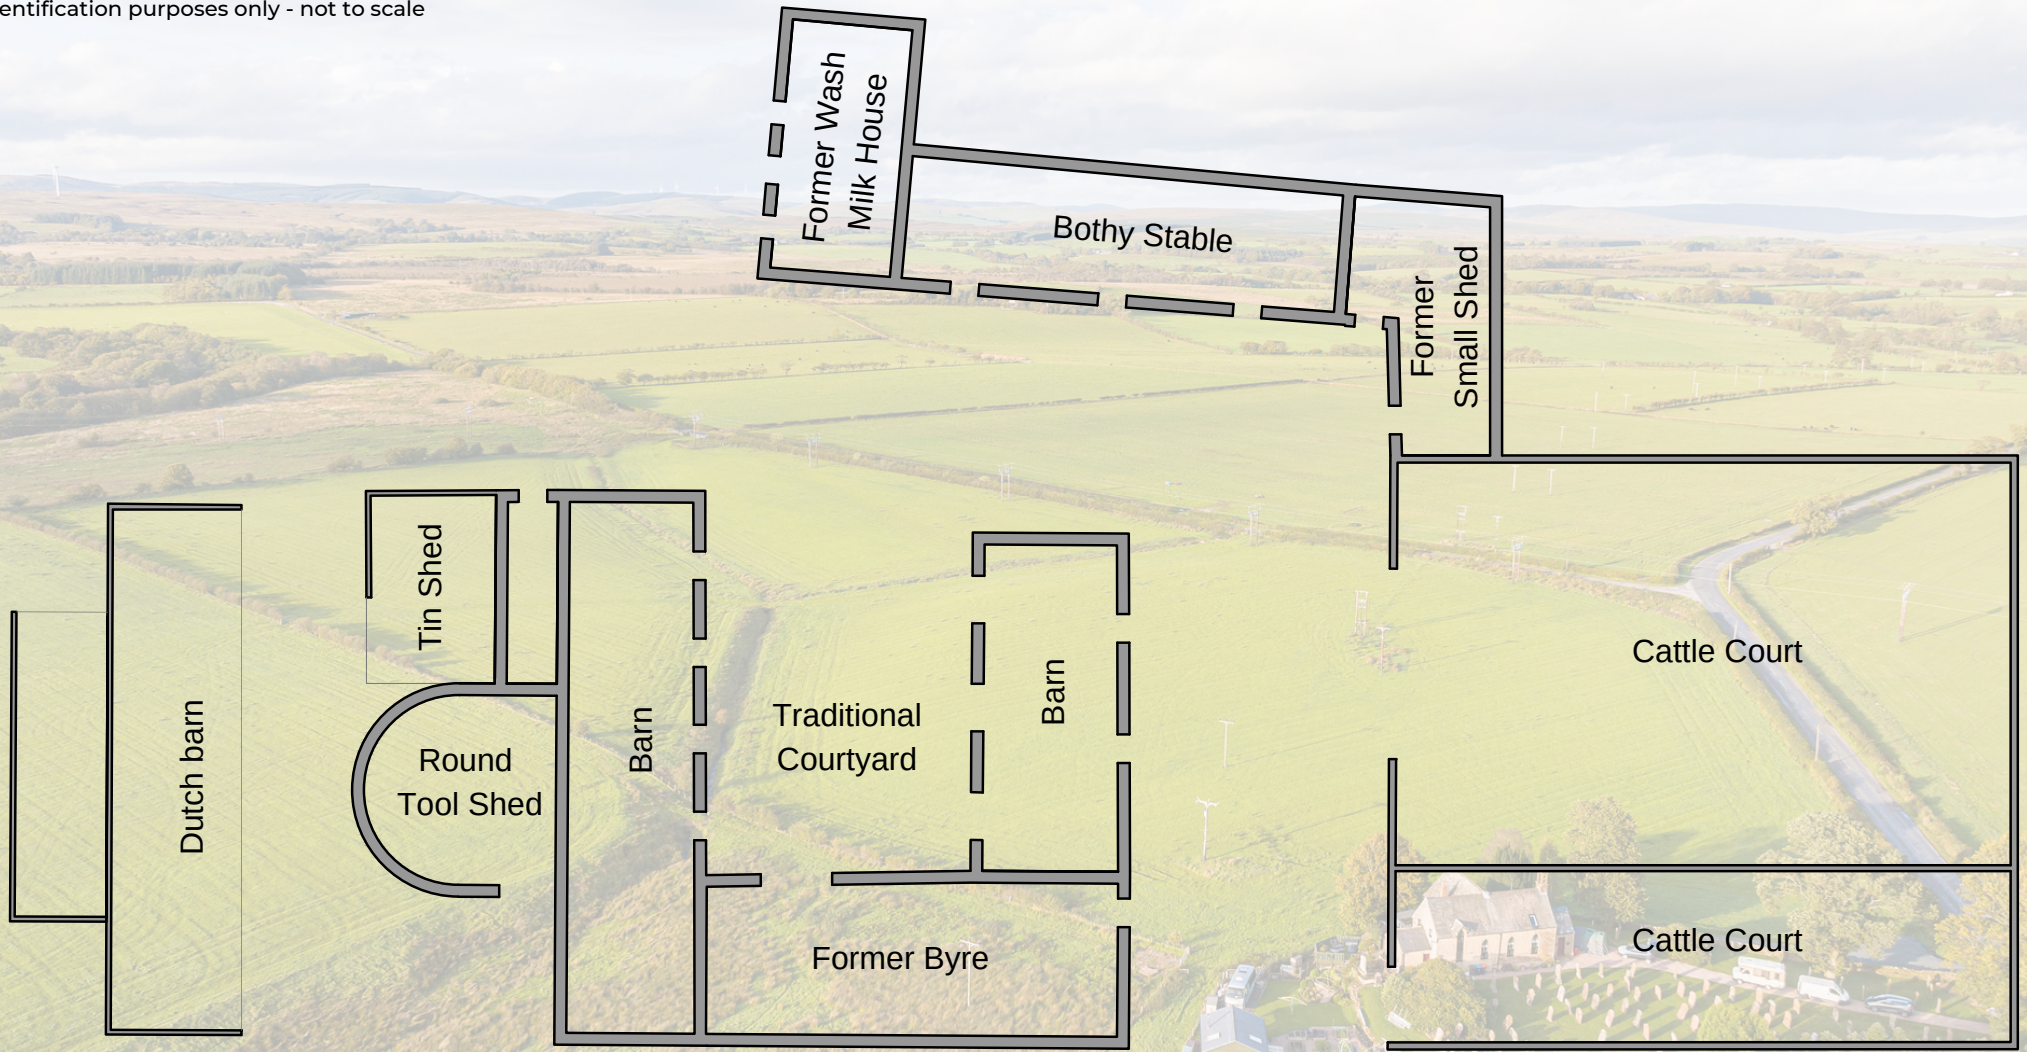 entification purposes only - not to scale
Former Wash
Milk House
Bothy Stable
Former
Small Shed
Tin Shed
Dutch barn
Round
Tool Shed
Barn
Traditional
Courtyard
Barn
Former Byre
Cattle Court
Cattle Court